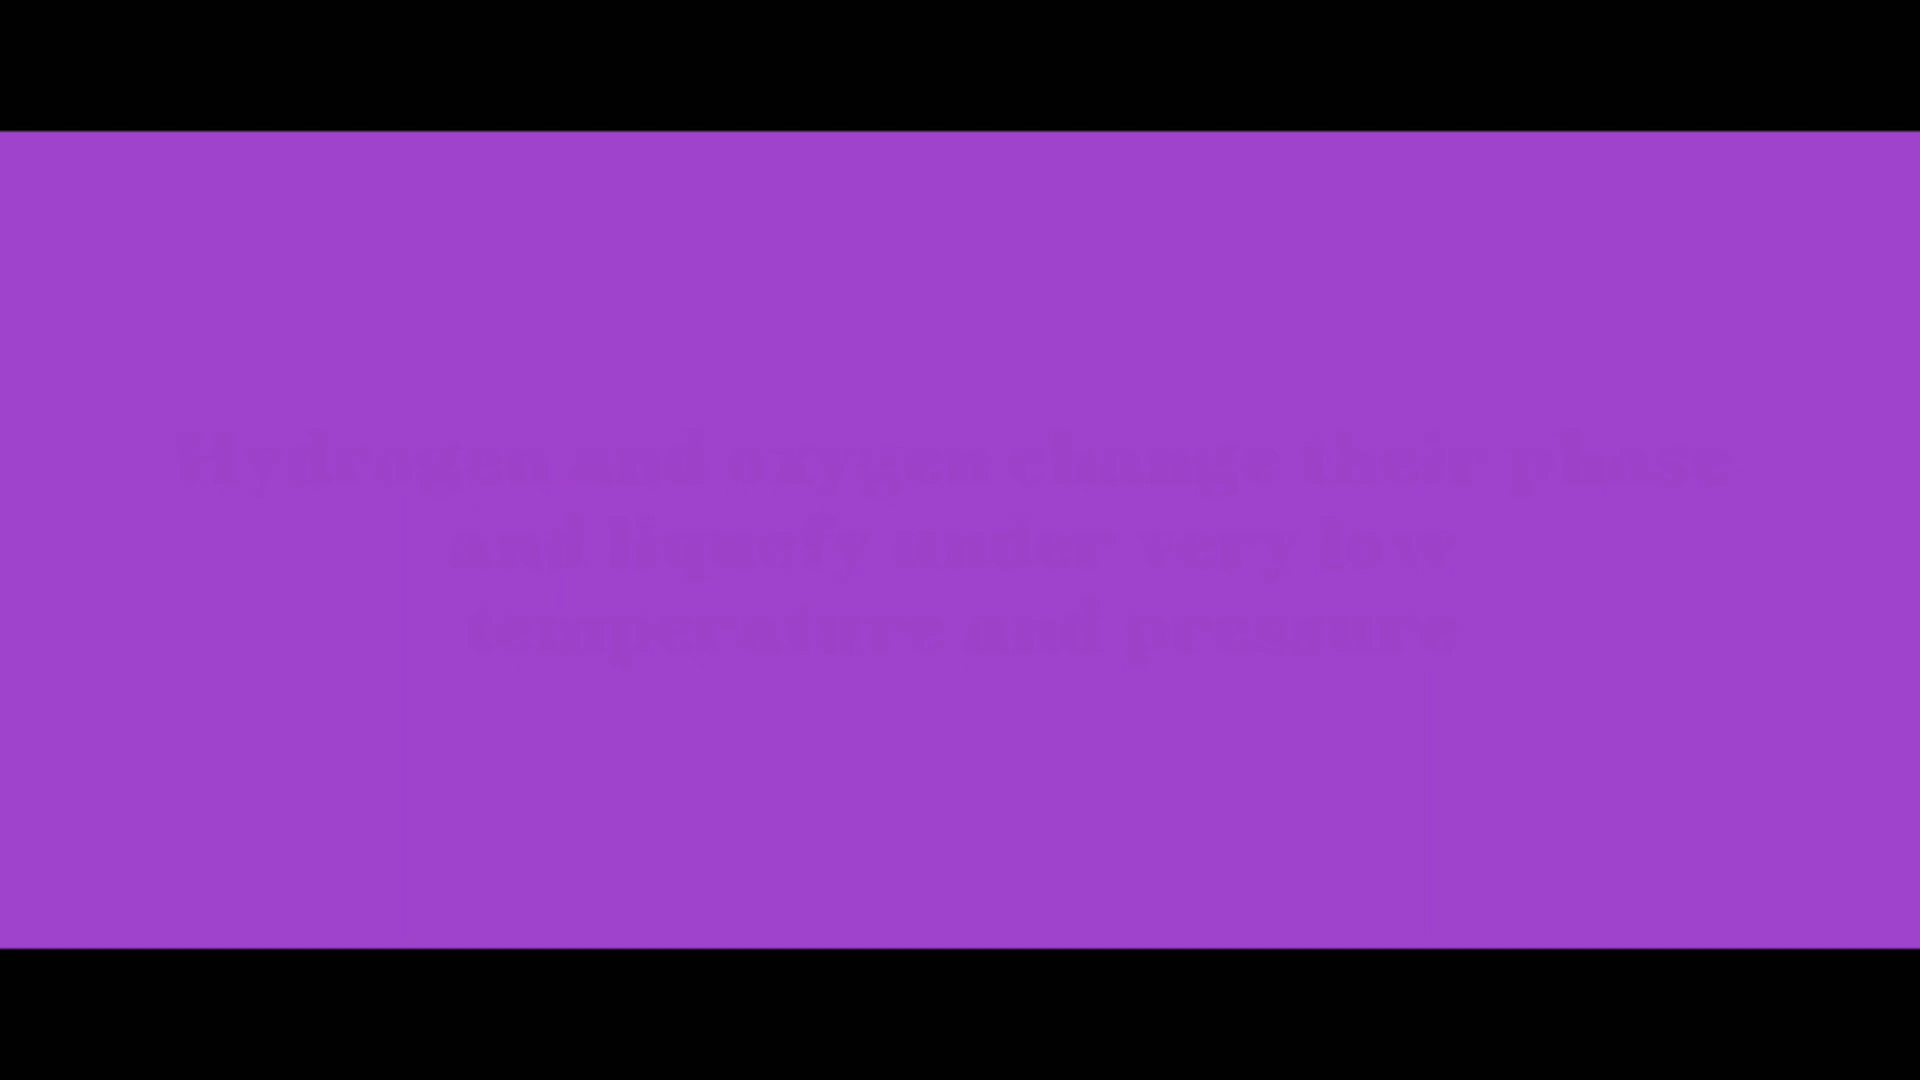 Hydrogen and oxygen change their phase
and liquefy under very low
temperature and pressure